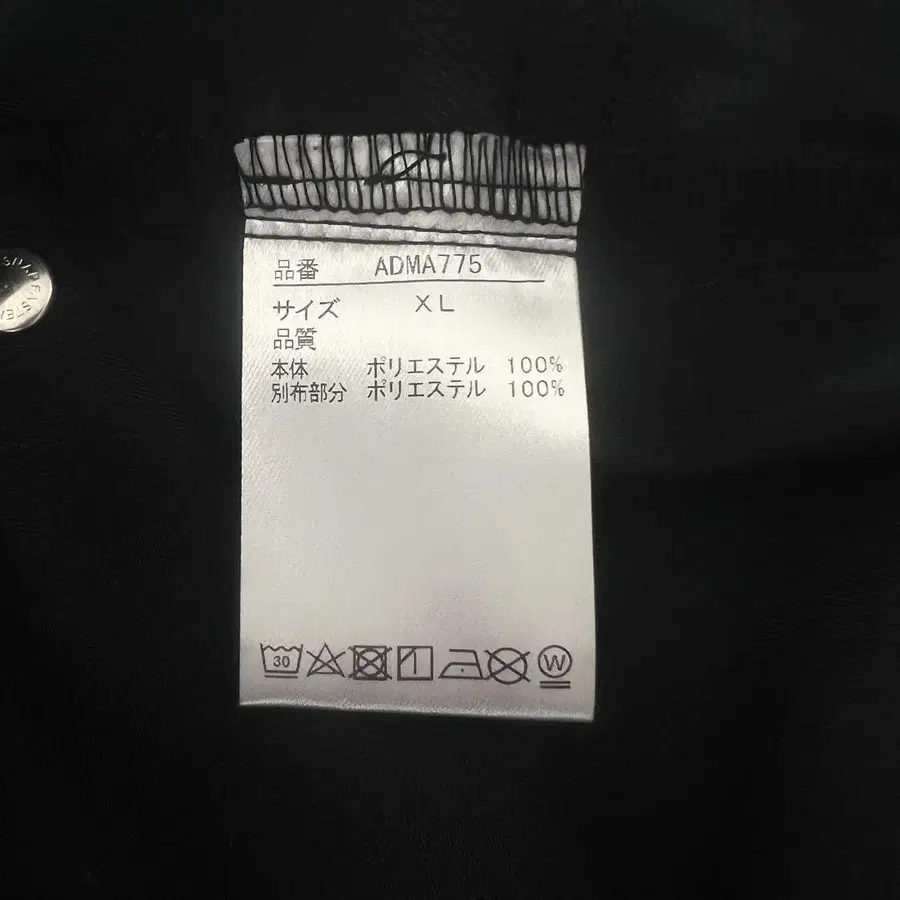 品番 ADMA775
サイズ XL
品質
本体 ポリエステル 100%
別布部分 ポリエステル 100%
30 W